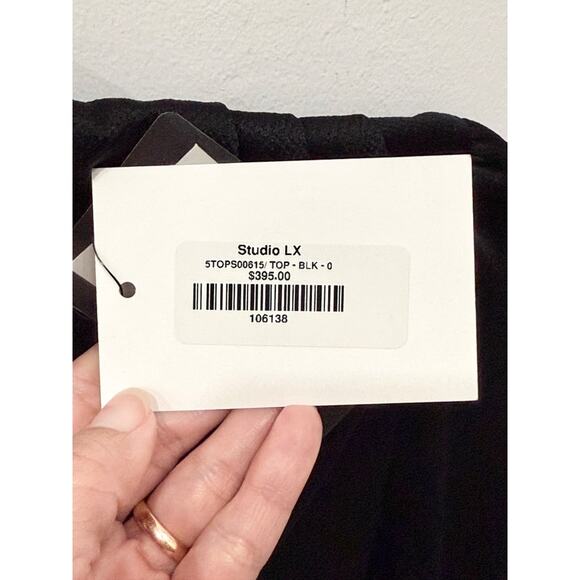 Studio LX
5TOPS00615/ TOP - BLK - 0
$395.00
106138